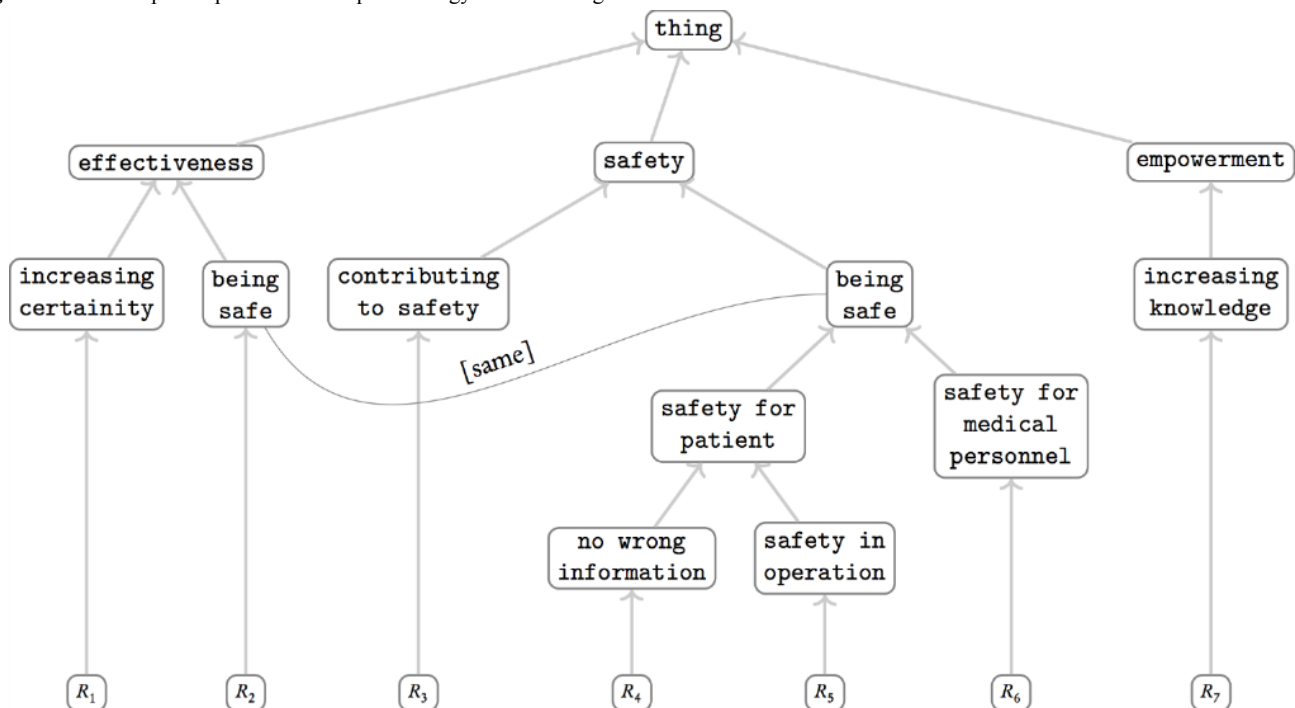 thing
effectiveness
safety
empowerment
increasing
certainity
being
safe
contributing
to safety
being
safe
increasing
knowledge
[same]
safety for
patient
safety for
medical
personnel
no wrong
information
safety in
operation
R₁
R₂
R₃
R₄
R₅
R₆
R₇